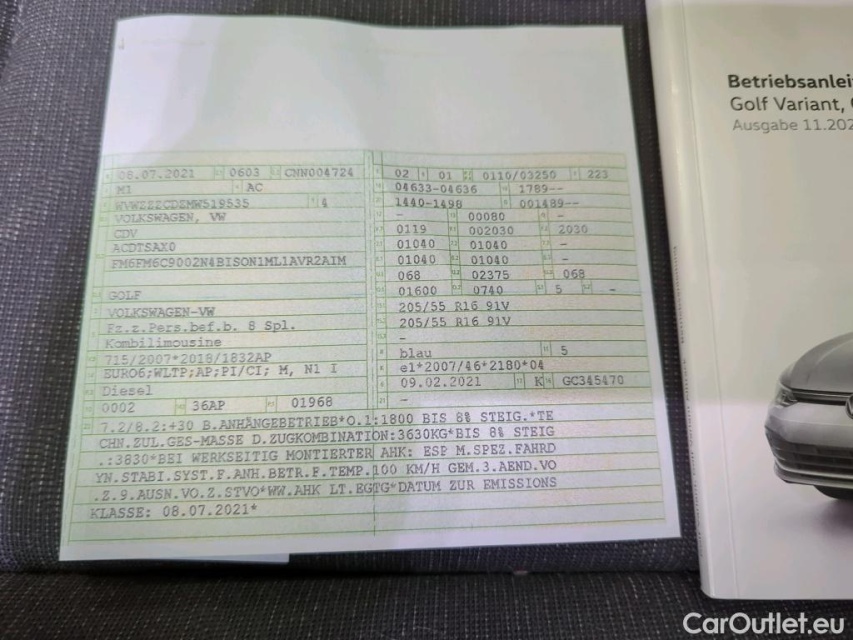 08.07.2021 0603 CNN004724
M1 AC
WVWZZZCDZMW519535 4
VOLKSWAGEN, VW
CDV
ACDTSAX0
FM6FM6C9002N4BISON1ML1AVR2AIM
GOLF
VOLKSWAGEN-VW
Fz.z.Pers.bef.b. 8 Spl.
Kombilimousine
715/2007*2018/1832AP
EURO6;WLTP;AP;PI/CI; M, N1 I
Diesel
0002 36AP 01968
02 01 0110/03250 223
04633-04636 1789--
1440-1498 001489--
- 00080 -
0119 002030 2030
01040 01040 -
01040 01040 -
068 02375 068
01600 0740 5 -
205/55 R16 91V
205/55 R16 91V
-
blau 5
e1*2007/46*2180*04
09.02.2021 K GC345470
-
7.2/8.2:+30 B.ANHÄNGEBETRIEB*O.1:1800 BIS 8% STEIG.*TE
CHN.ZUL.GES-MASSE D.ZUGKOMBINATION:3630KG*BIS 8% STEIG
.:3830*BEI WERKSEITIG MONTIERTER AHK: ESP M.SPEZ.FAHRD
YN.STABI.SYST.F.ANH.BETR.F.TEMP.100 KM/H GEM.3.AEND.VO
.Z.9.AUSN.VO.Z.STVO*WW.AHK LT.EGTG*DATUM ZUR EMISSIONS
KLASSE: 08.07.2021*
Betriebsanlei
Golf Variant,
Ausgabe 11.202
CarOutlet.eu